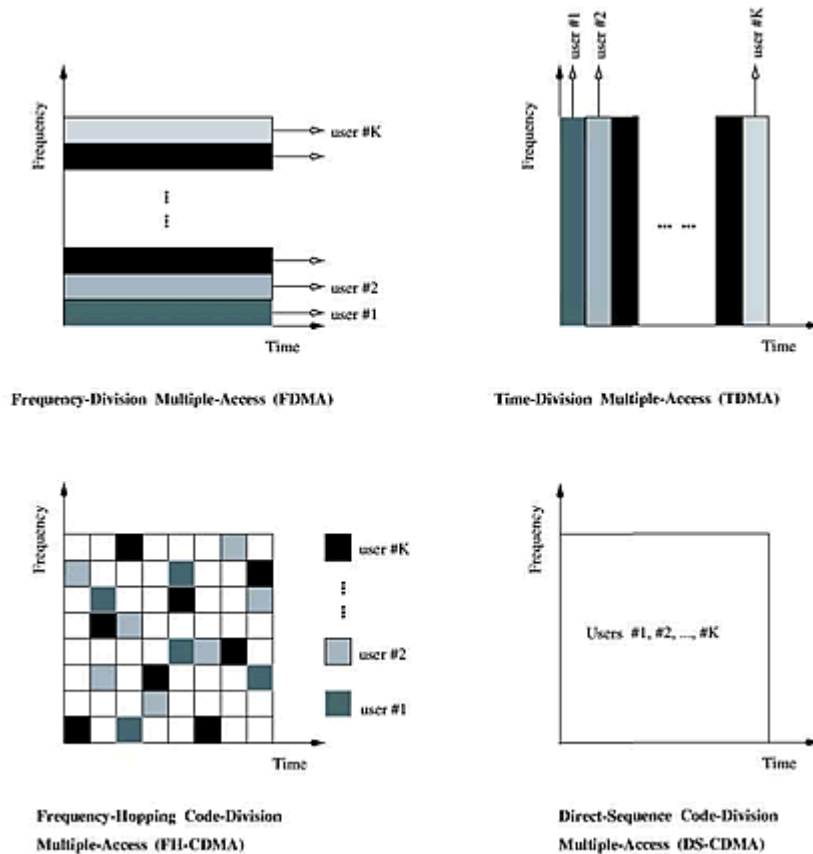 Frequency
user #K
user #2
user #1
Time
Frequency-Division Multiple-Access (FDMA)
user #1
user #2
user #K
Frequency
Time
Time-Division Multiple-Access (TDMA)
Frequency
user #K
user #2
user #1
Time
Frequency-Hopping Code-Division
Multiple-Access (FH-CDMA)
Frequency
Users #1, #2, ..., #K
Time
Direct-Sequence Code-Division
Multiple-Access (DS-CDMA)